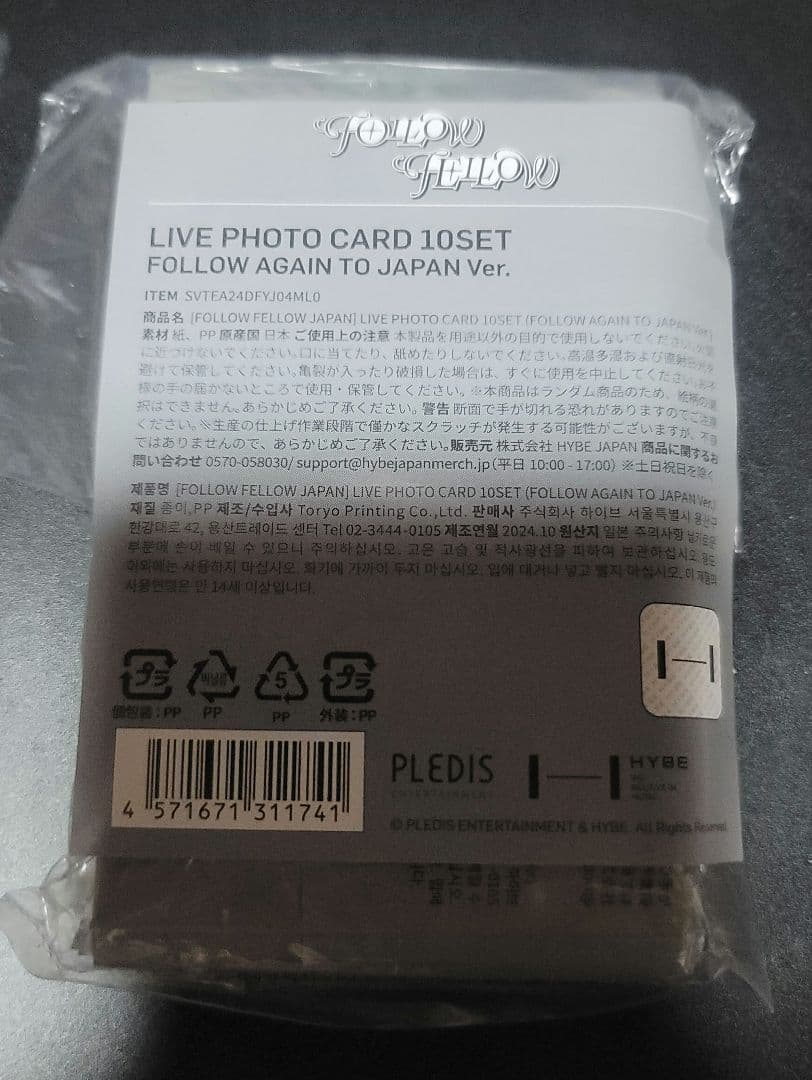 FOLLOW
FELLOW
LIVE PHOTO CARD 10SET
FOLLOW AGAIN TO JAPAN Ver.
ITEM SVTEA24DFYJ04ML0
商品名 [FOLLOW FELLOW JAPAN] LIVE PHOTO CARD 10SET (FOLLOW AGAIN TO JAPAN Ver.)
素材 紙、PP 原産国 日本 ご使用上の注意 本製品を用途以外の目的で使用しないでください。火気
に近づけないでください。口に当てたり、舐めたりしないでください。高温多湿および直射日光を
避けて保管してください。亀裂が入ったり破損した場合は、すぐに使用を中止してください。お子
様の手の届かないところで使用・保管してください。※本商品はランダム商品のため、絵柄の選
択はできません。あらかじめご了承ください。警告 断面で手が切れる恐れがありますのでご注意
ください。※生産の仕上げ作業段階で僅かなスクラッチが発生する可能性がございますが、不良
ではありませんので、あらかじめご了承ください。販売元 株式会社 HYBE JAPAN 商品に関するお
問い合わせ 0570-058030/ support@hybejapanmerch.jp (平日 10:00 - 17:00) ※土日祝日を除く
제품명 [FOLLOW FELLOW JAPAN] LIVE PHOTO CARD 10SET (FOLLOW AGAIN TO JAPAN Ver.)
재질 종이,PP 제조/수입사 Toryo Printing Co.,Ltd. 판매사 주식회사 하이브 서울특별시 용산구
한강대로 42, 용산트레이드 센터 Tel 02-3444-0105 제조연월 2024.10 원산지 일본 주의사항 날카로운
부분에 손이 베일 수 있으니 주의하십시오. 고온 고습 및 직사광선을 피하여 보관하십시오. 용도
이외에는 사용하지 마십시오. 화기에 가까이 두지 마십시오. 입에 대거나 넣고 빨지 마십시오. 이 제품의
사용연령은 만 14세 이상입니다.
プラ
비닐류
5
プラ
個包装：PP
PP
PP
外装：PP
4 571671 311741
PLEDIS
ENTERTAINMENT
HYBE
© PLEDIS ENTERTAINMENT & HYBE. All Rights Reserved